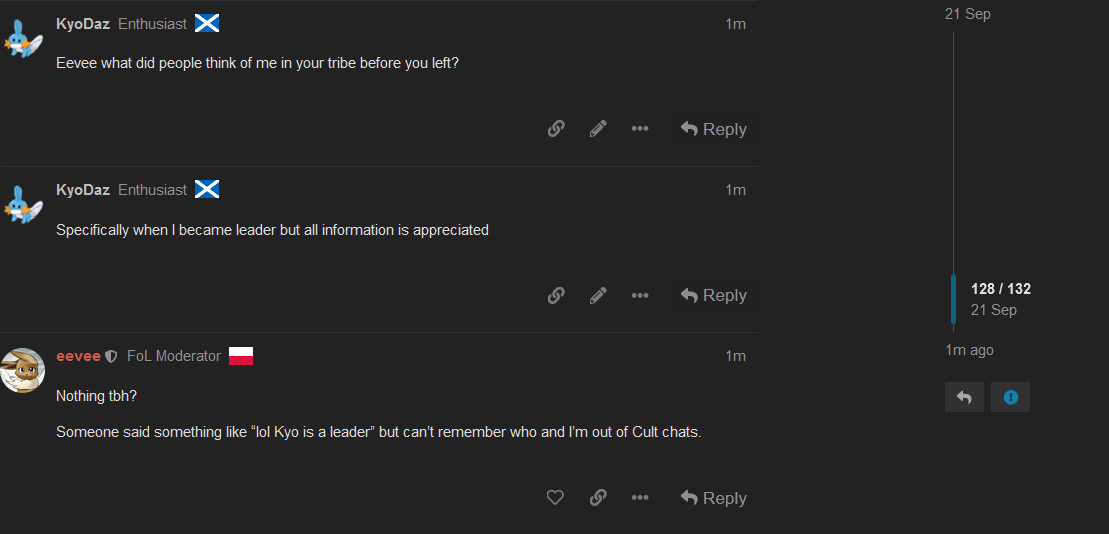 KyoDaz Enthusiast 1m
21 Sep
Eevee what did people think of me in your tribe before you left?
Reply
KyoDaz Enthusiast 1m
Specifically when I became leader but all information is appreciated
Reply
128 / 132
21 Sep
1m ago
eevee FoL Moderator 1m
Nothing tbh?
Someone said something like “lol Kyo is a leader” but can’t remember who and I’m out of Cult chats.
Reply